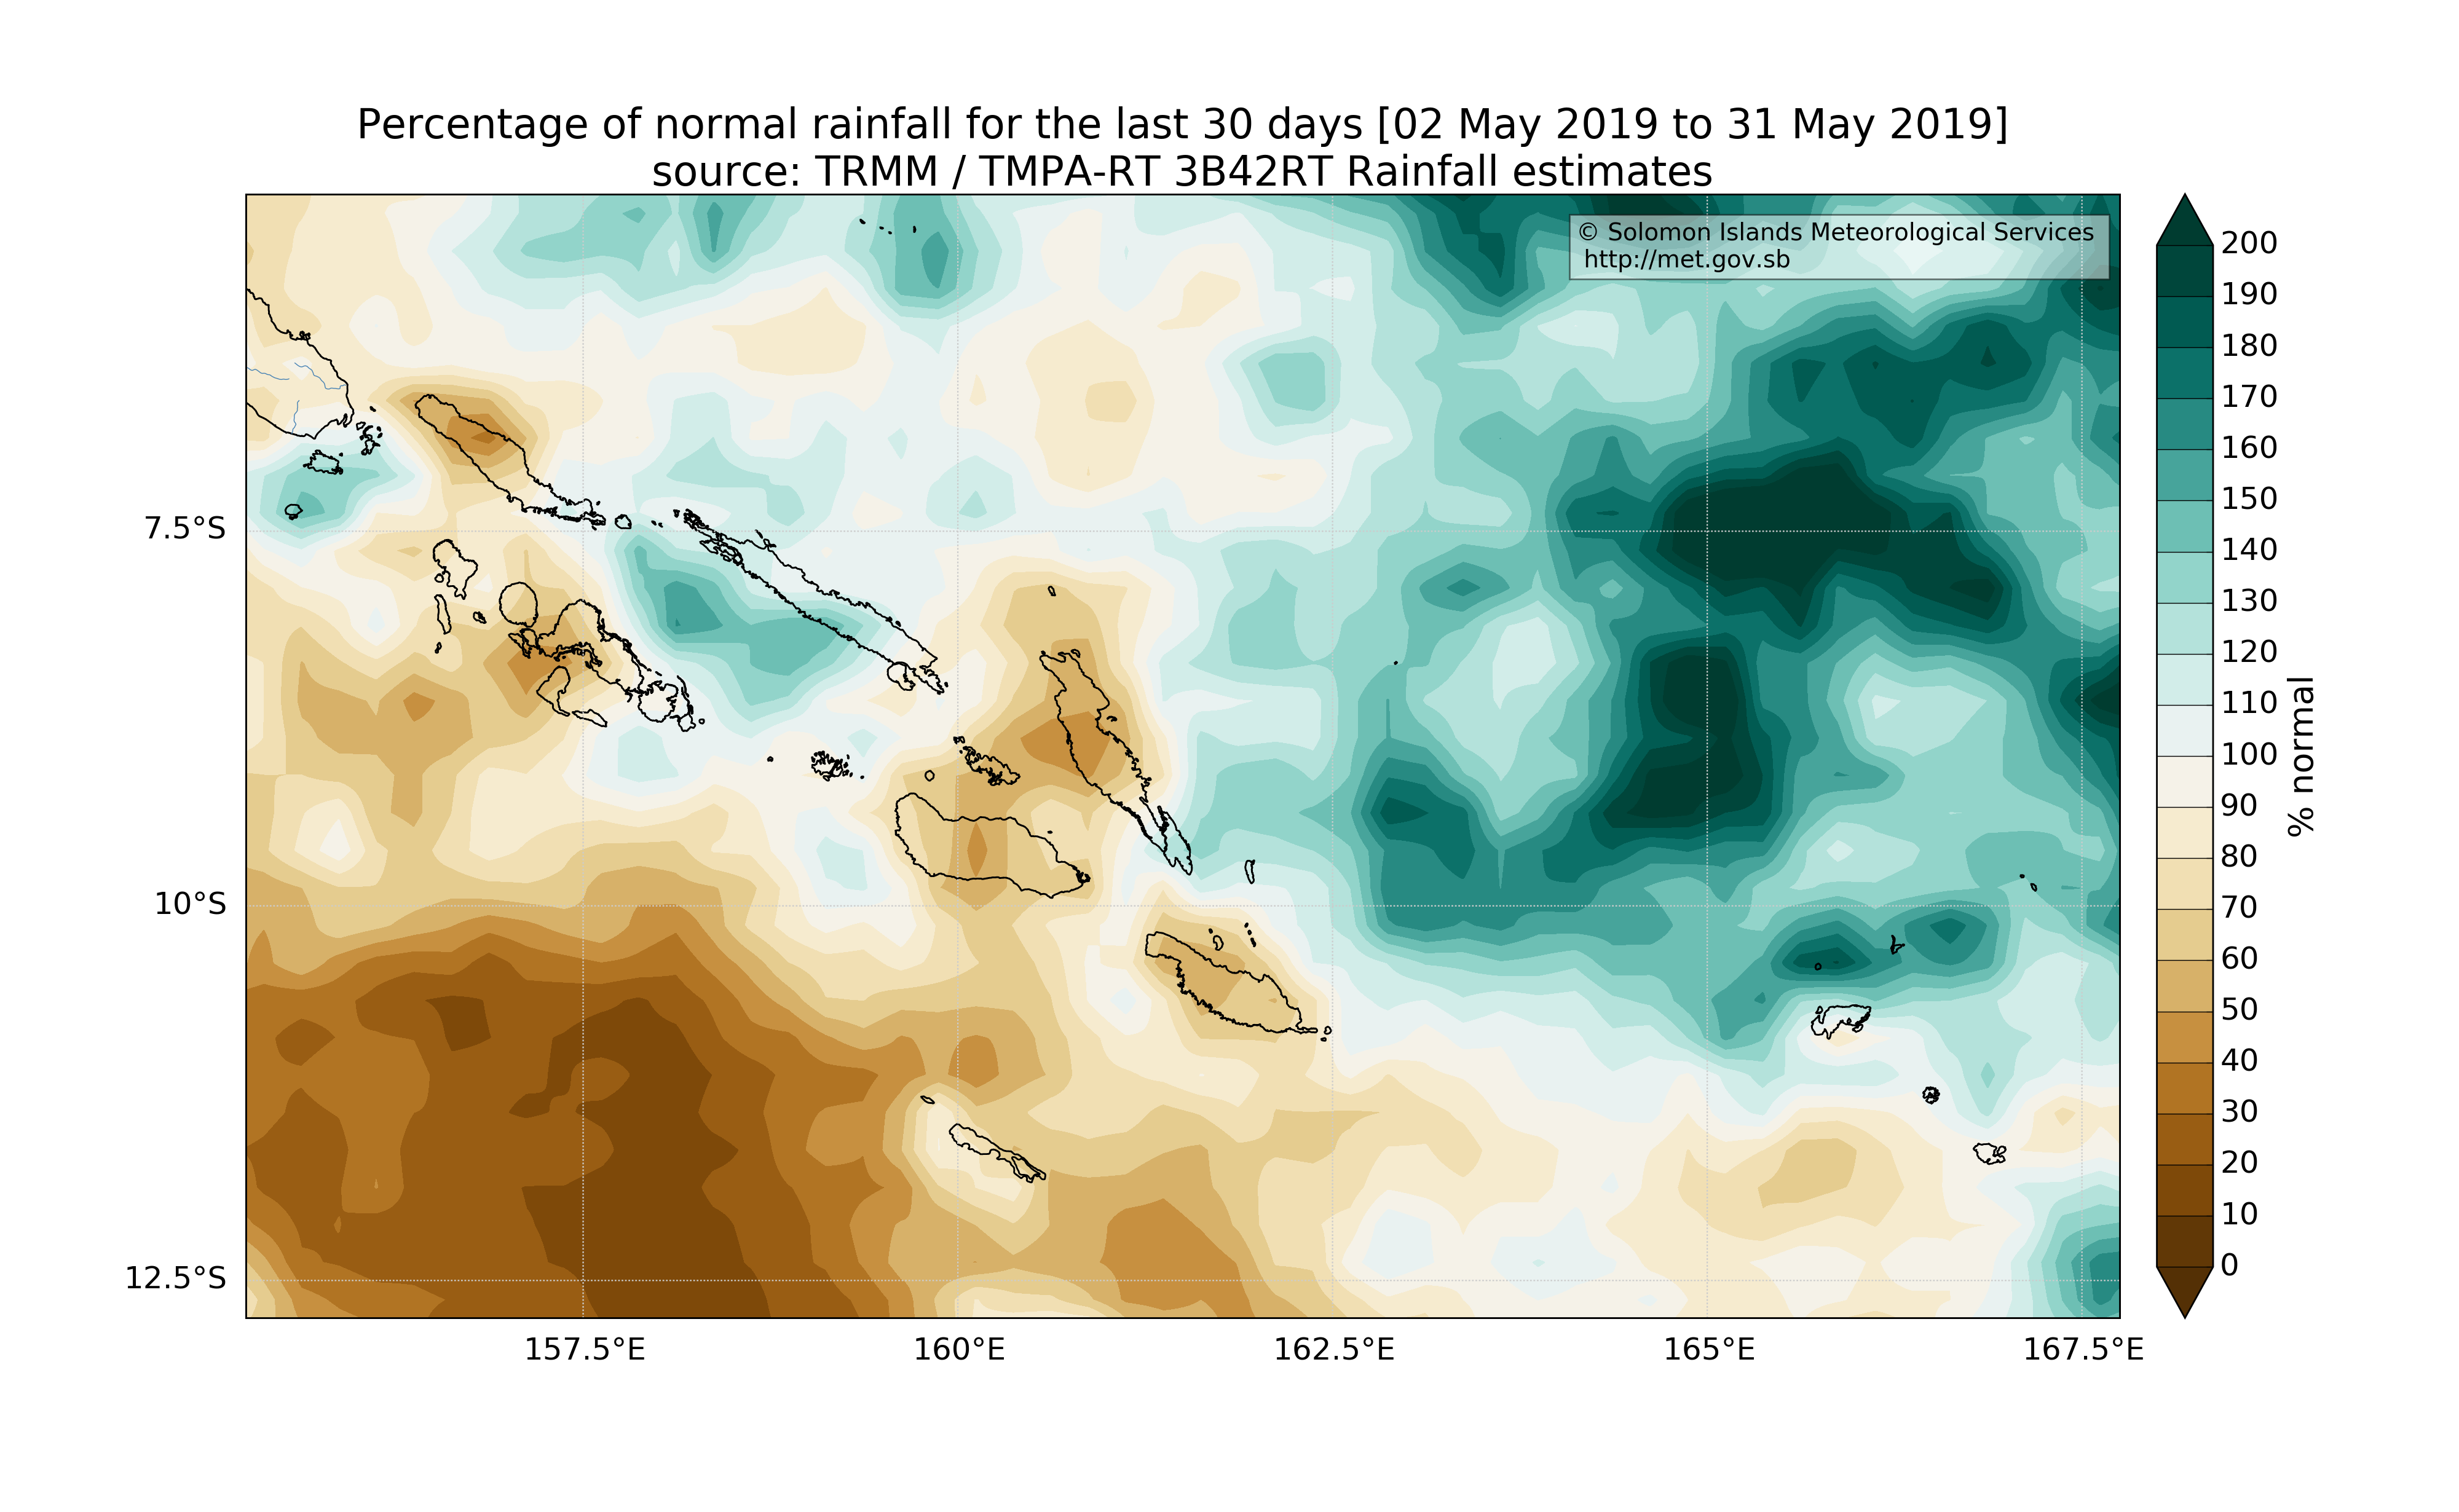 Percentage of normal rainfall for the last 30 days [02 May 2019 to 31 May 2019]
source: TRMM / TMPA-RT 3B42RT Rainfall estimates
© Solomon Islands Meteorological Services
http://met.gov.sb
7.5°S
10°S
12.5°S
157.5°E
160°E
162.5°E
165°E
167.5°E
200
190
180
170
160
150
140
130
120
110
100
90
80
70
60
50
40
30
20
10
0
% normal